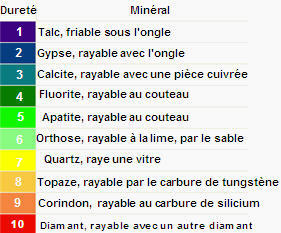 Dureté Minéral
1 Talc, friable sous l'ongle
2 Gypse, rayable avec l'ongle
3 Calcite, rayable avec une pièce cuivrée
4 Fluorite, rayable au couteau
5 Apatite, rayable au couteau
6 Orthose, rayable à la lime, par le sable
7 Quartz, raye une vitre
8 Topaze, rayable par le carbure de tungstène
9 Corindon, rayable au carbure de silicium
10 Diamant, rayable avec un autre diamant